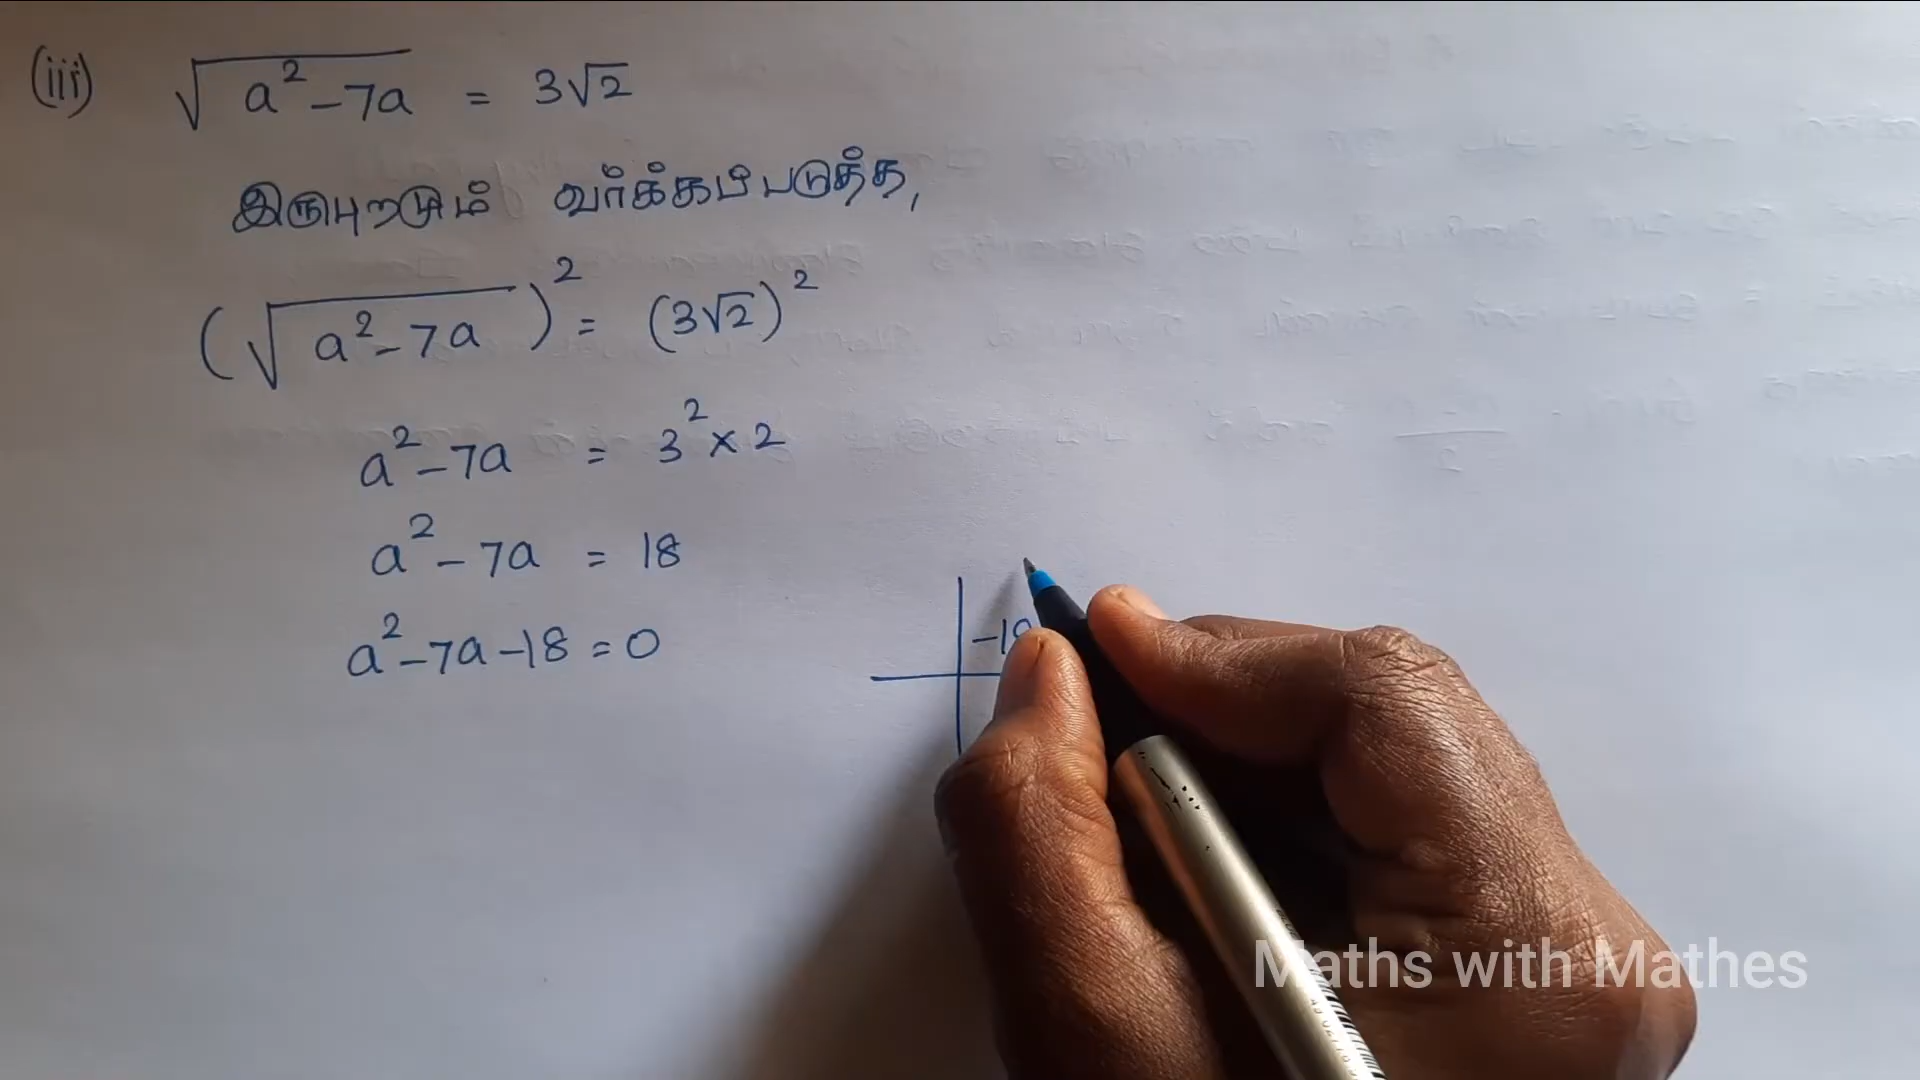 (iii) √(a² - 7a) = 3√2
இருபுறமும் வர்க்கப்படுத்த,
(√(a² - 7a))² = (3√2)²
a² - 7a = 3² × 2
a² - 7a = 18
a² - 7a - 18 = 0
Maths with Mathes